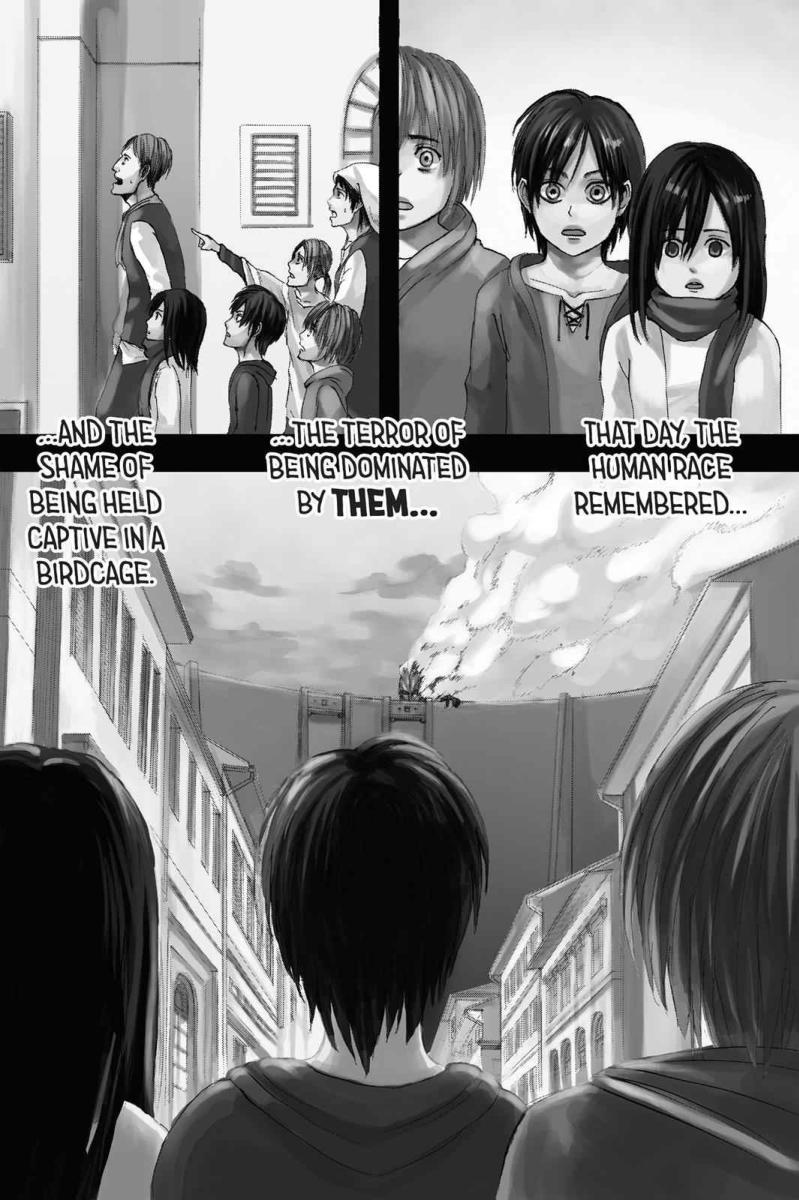 THAT DAY, THE
HUMAN RACE
REMEMBERED...
...THE TERROR OF
BEING DOMINATED
BY THEM...
...AND THE
SHAME OF
BEING HELD
CAPTIVE IN A
BIRDCAGE.